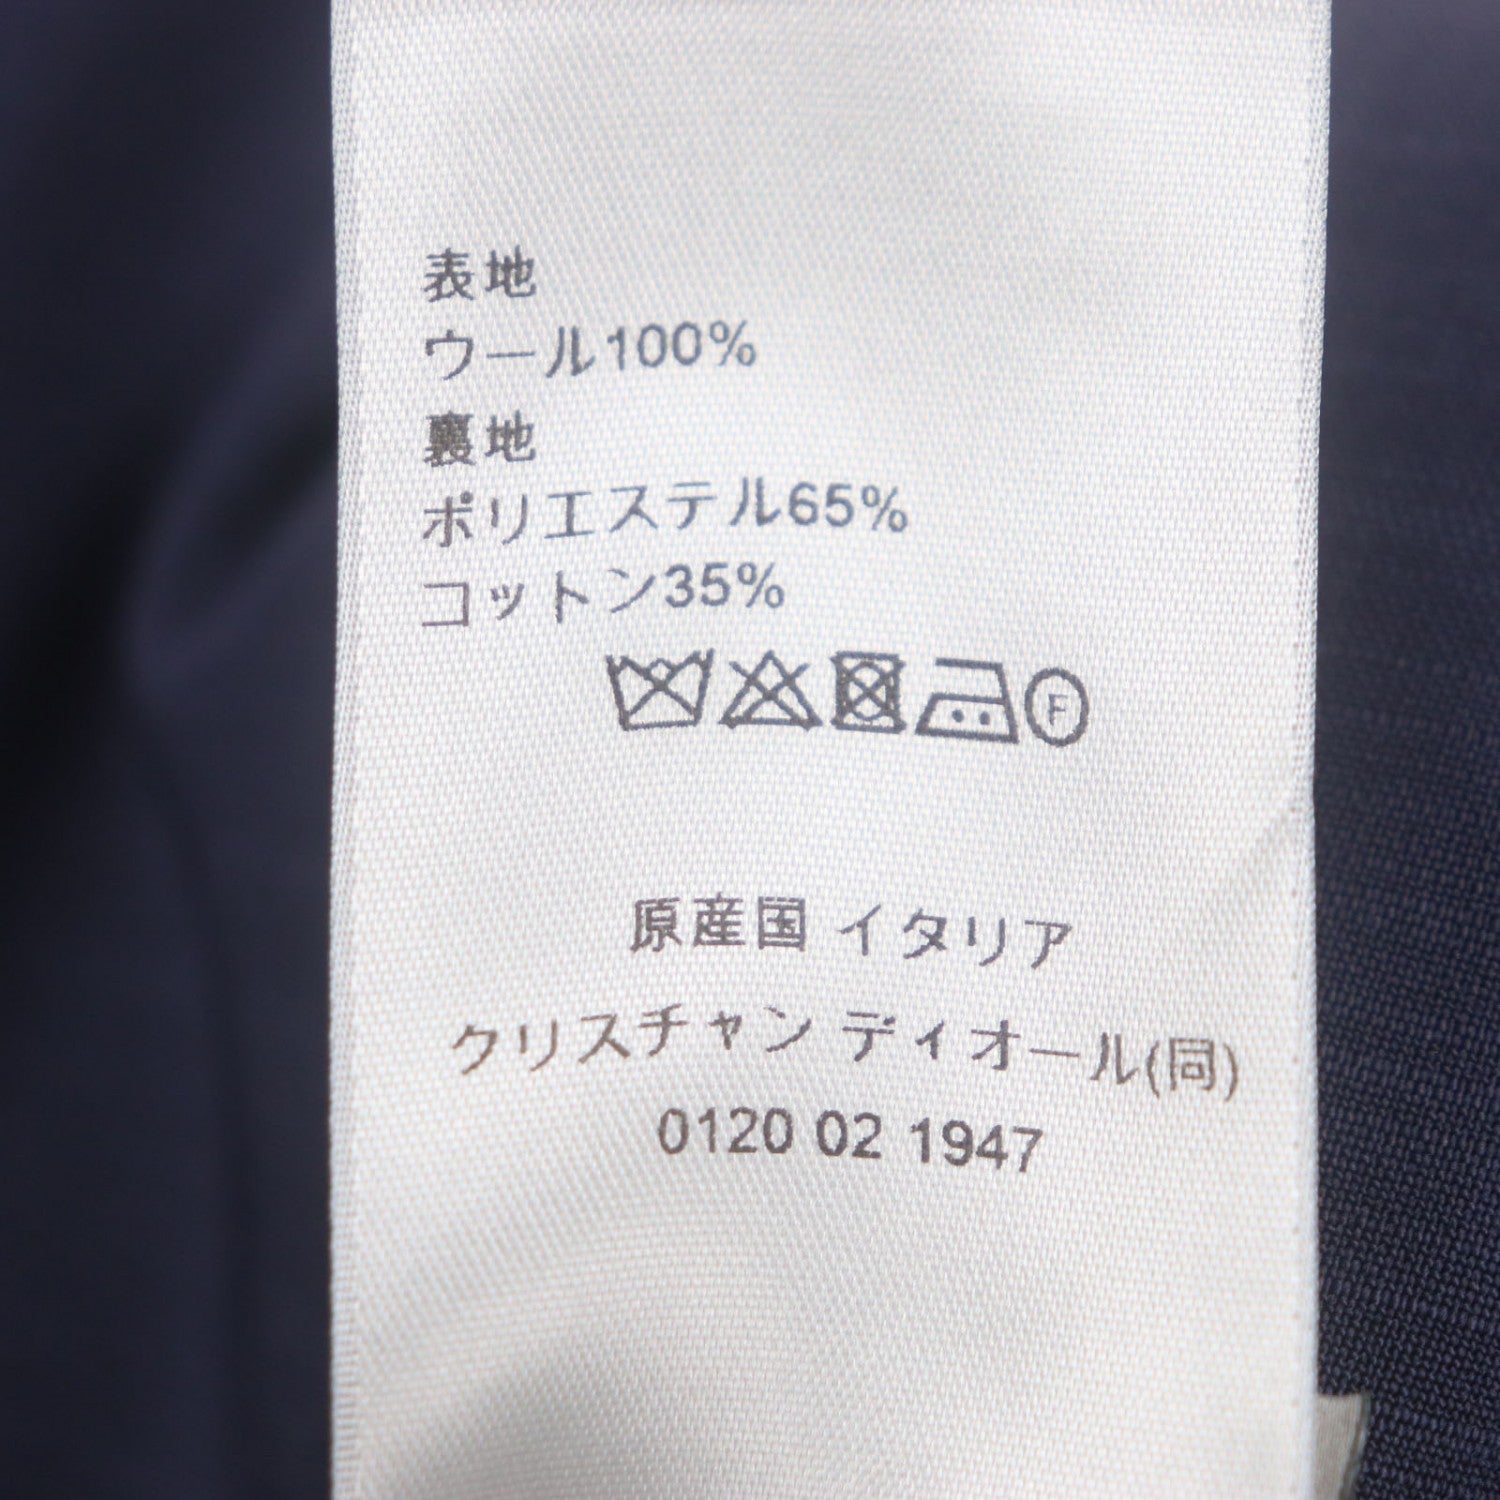 表地
ウール100%
裏地
ポリエステル65%
コットン35%
F
原産国 イタリア
クリスチャン ディオール(同)
0120 02 1947